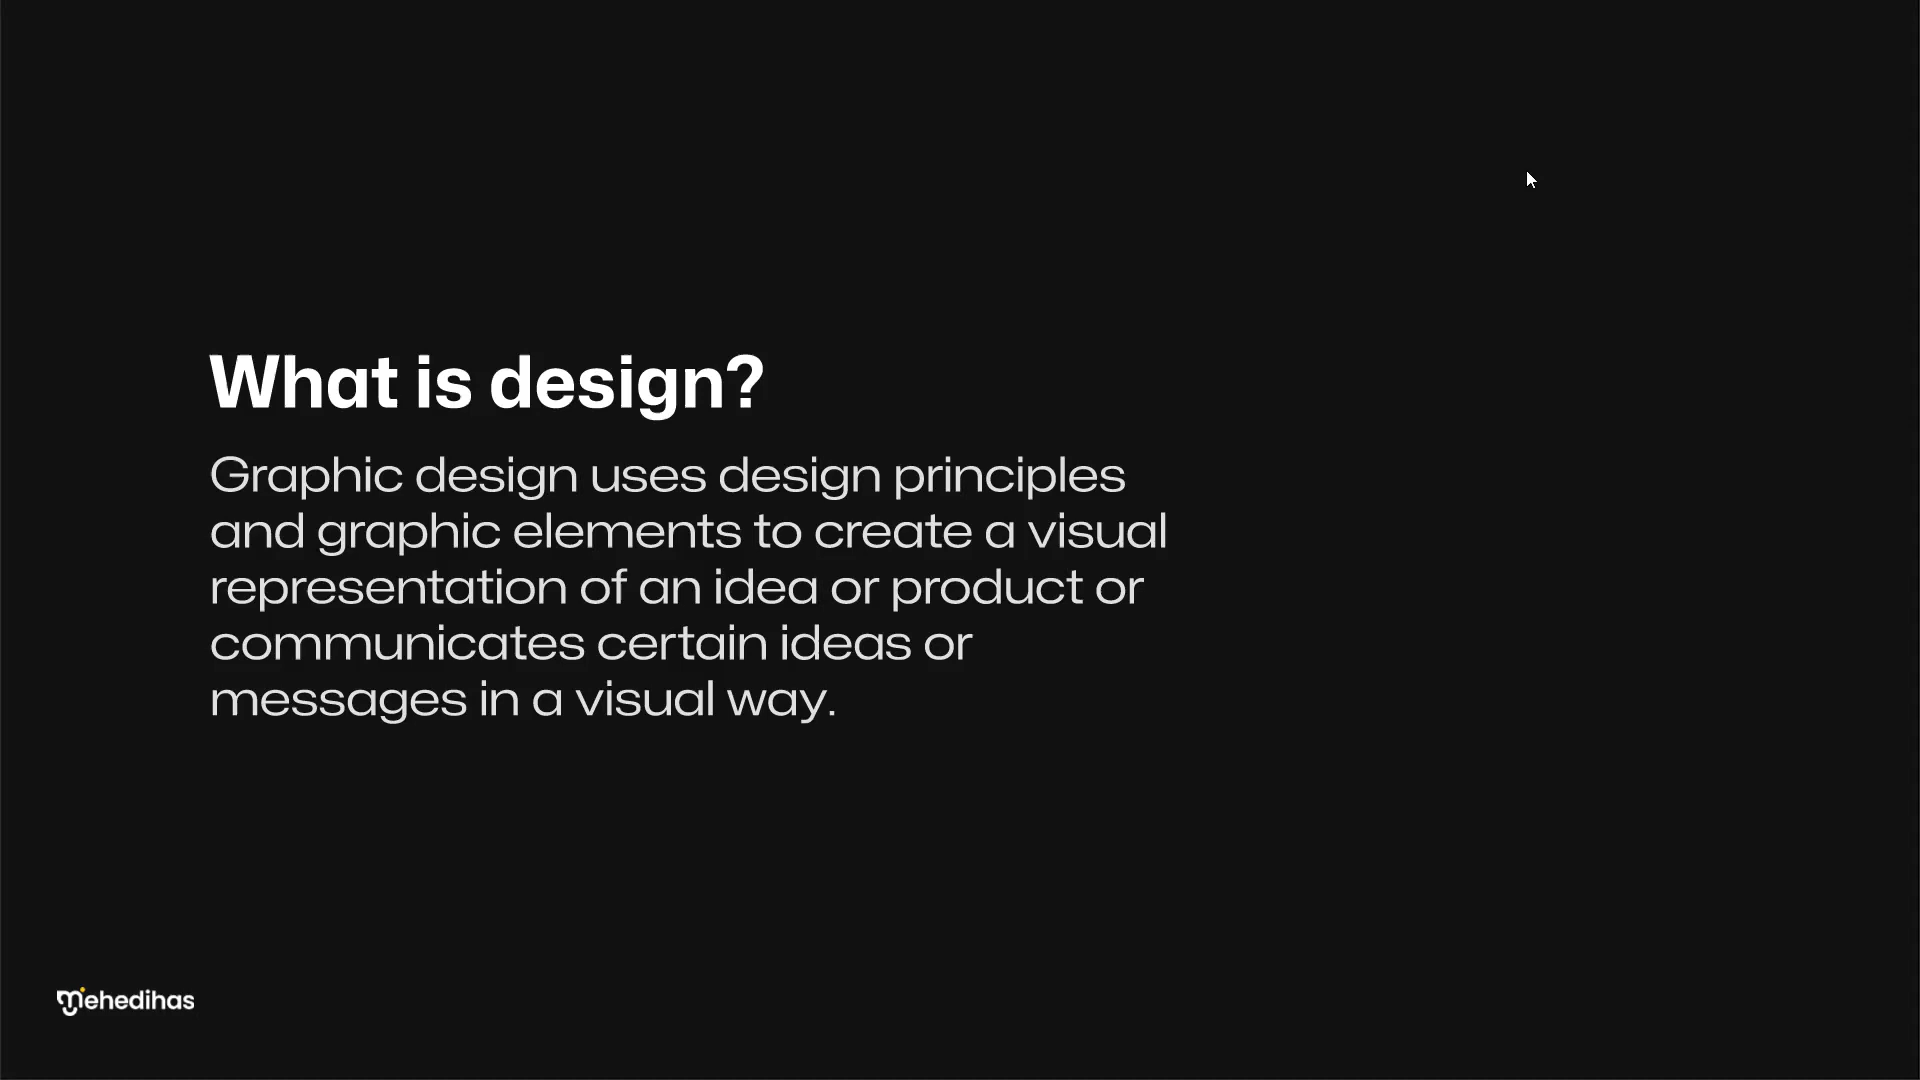 What is design?
Graphic design uses design principles
and graphic elements to create a visual
representation of an idea or product or
communicates certain ideas or
messages in a visual way.
mehedihas